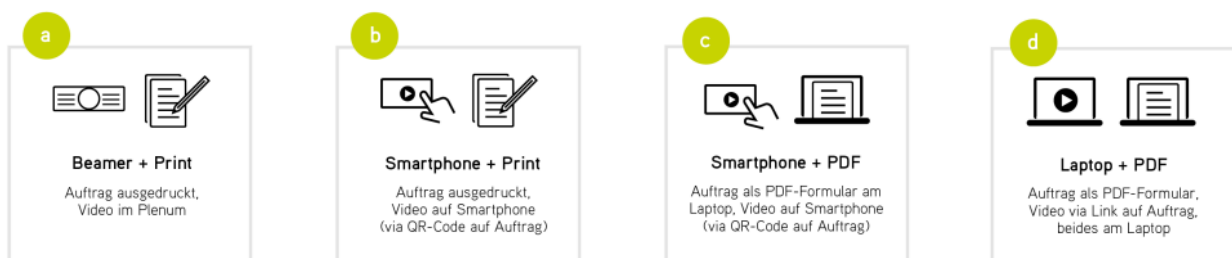 a
Beamer + Print
Auftrag ausgedruckt,
Video im Plenum
b
Smartphone + Print
Auftrag ausgedruckt,
Video auf Smartphone
(via QR-Code auf Auftrag)
c
Smartphone + PDF
Auftrag als PDF-Formular am
Laptop, Video auf Smartphone
(via QR-Code auf Auftrag)
d
Laptop + PDF
Auftrag als PDF-Formular,
Video via Link auf Auftrag,
beides am Laptop